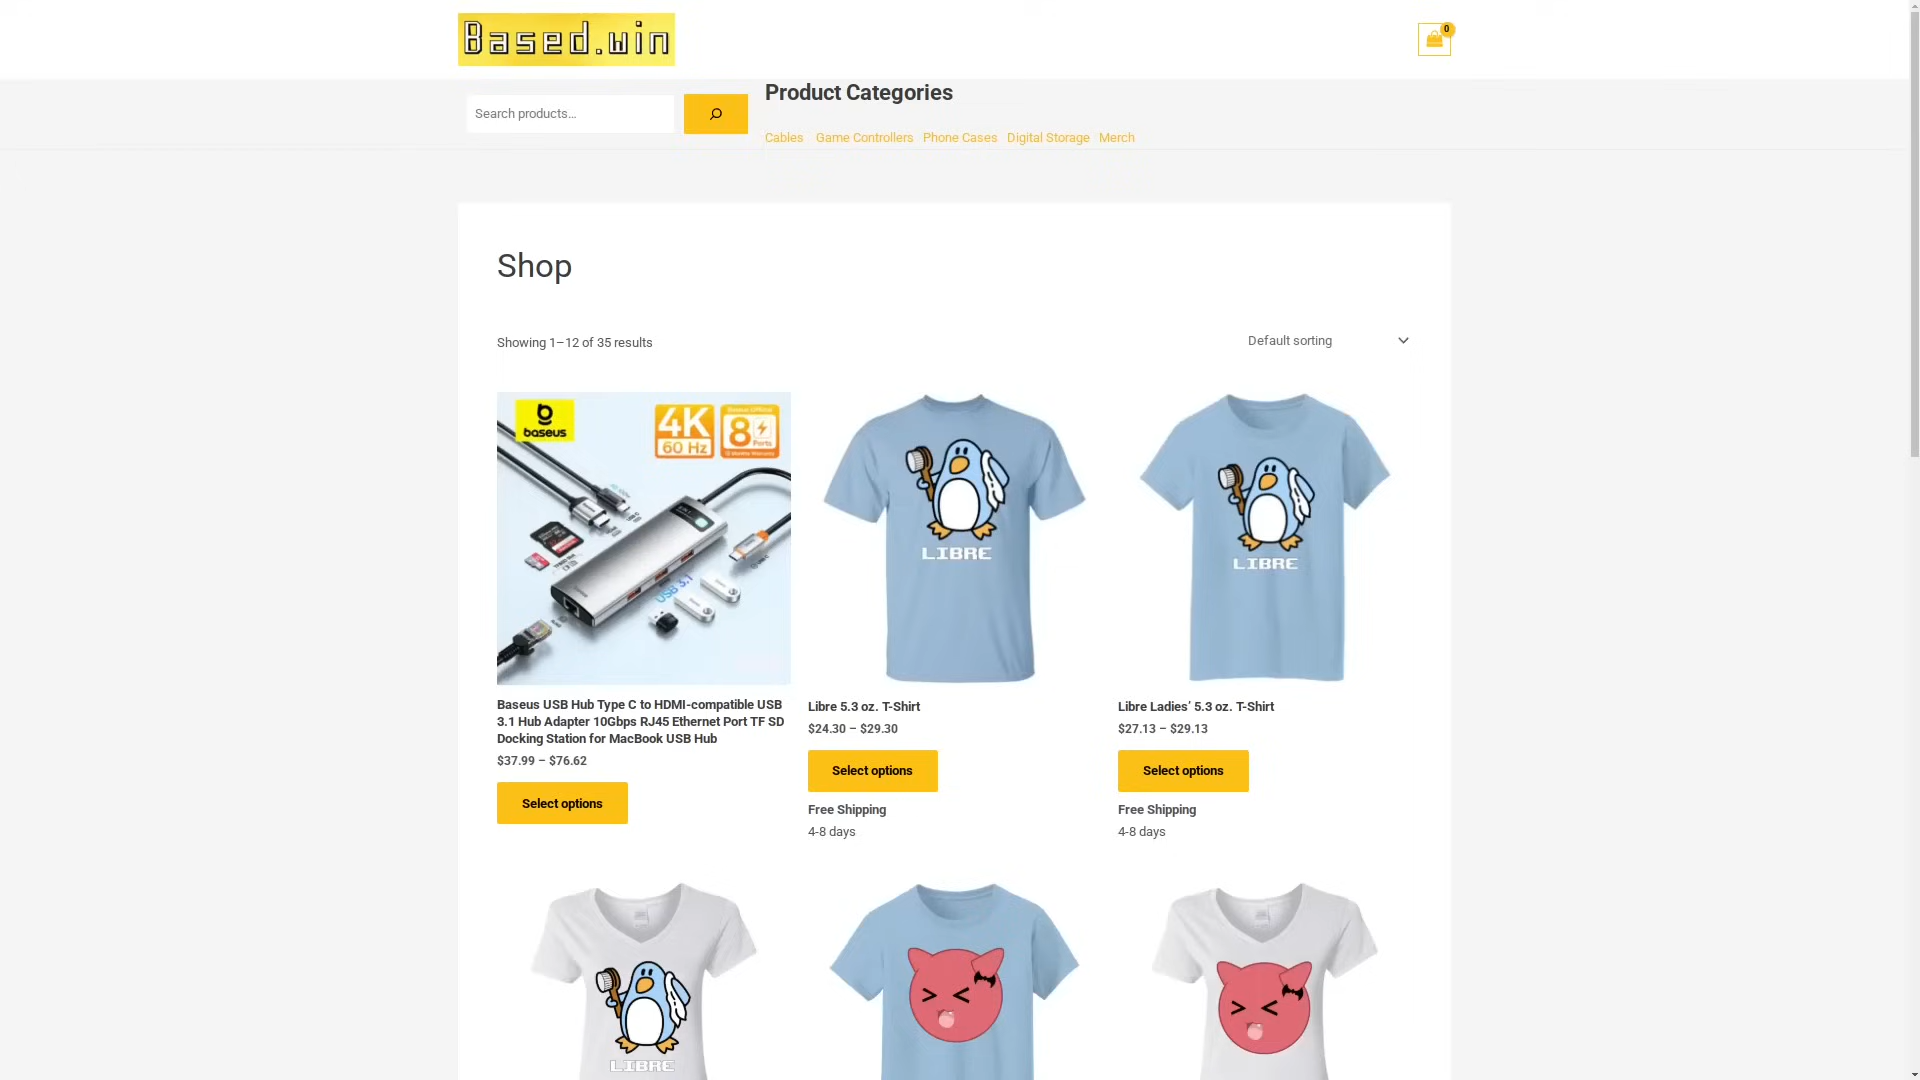 Based.win
0
Search products…
Product Categories
Cables
Game Controllers
Phone Cases
Digital Storage
Merch
Shop
Showing 1–12 of 35 results
Default sorting
baseus
4K
60 Hz
8
Ports
USB 3.1
LIBRE
LIBRE
Baseus USB Hub Type C to HDMI-compatible USB
3.1 Hub Adapter 10Gbps RJ45 Ethernet Port TF SD
Docking Station for MacBook USB Hub
$37.99 – $76.62
Select options
Libre 5.3 oz. T-Shirt
$24.30 – $29.30
Select options
Free Shipping
4-8 days
Libre Ladies’ 5.3 oz. T-Shirt
$27.13 – $29.13
Select options
Free Shipping
4-8 days
LIBRE